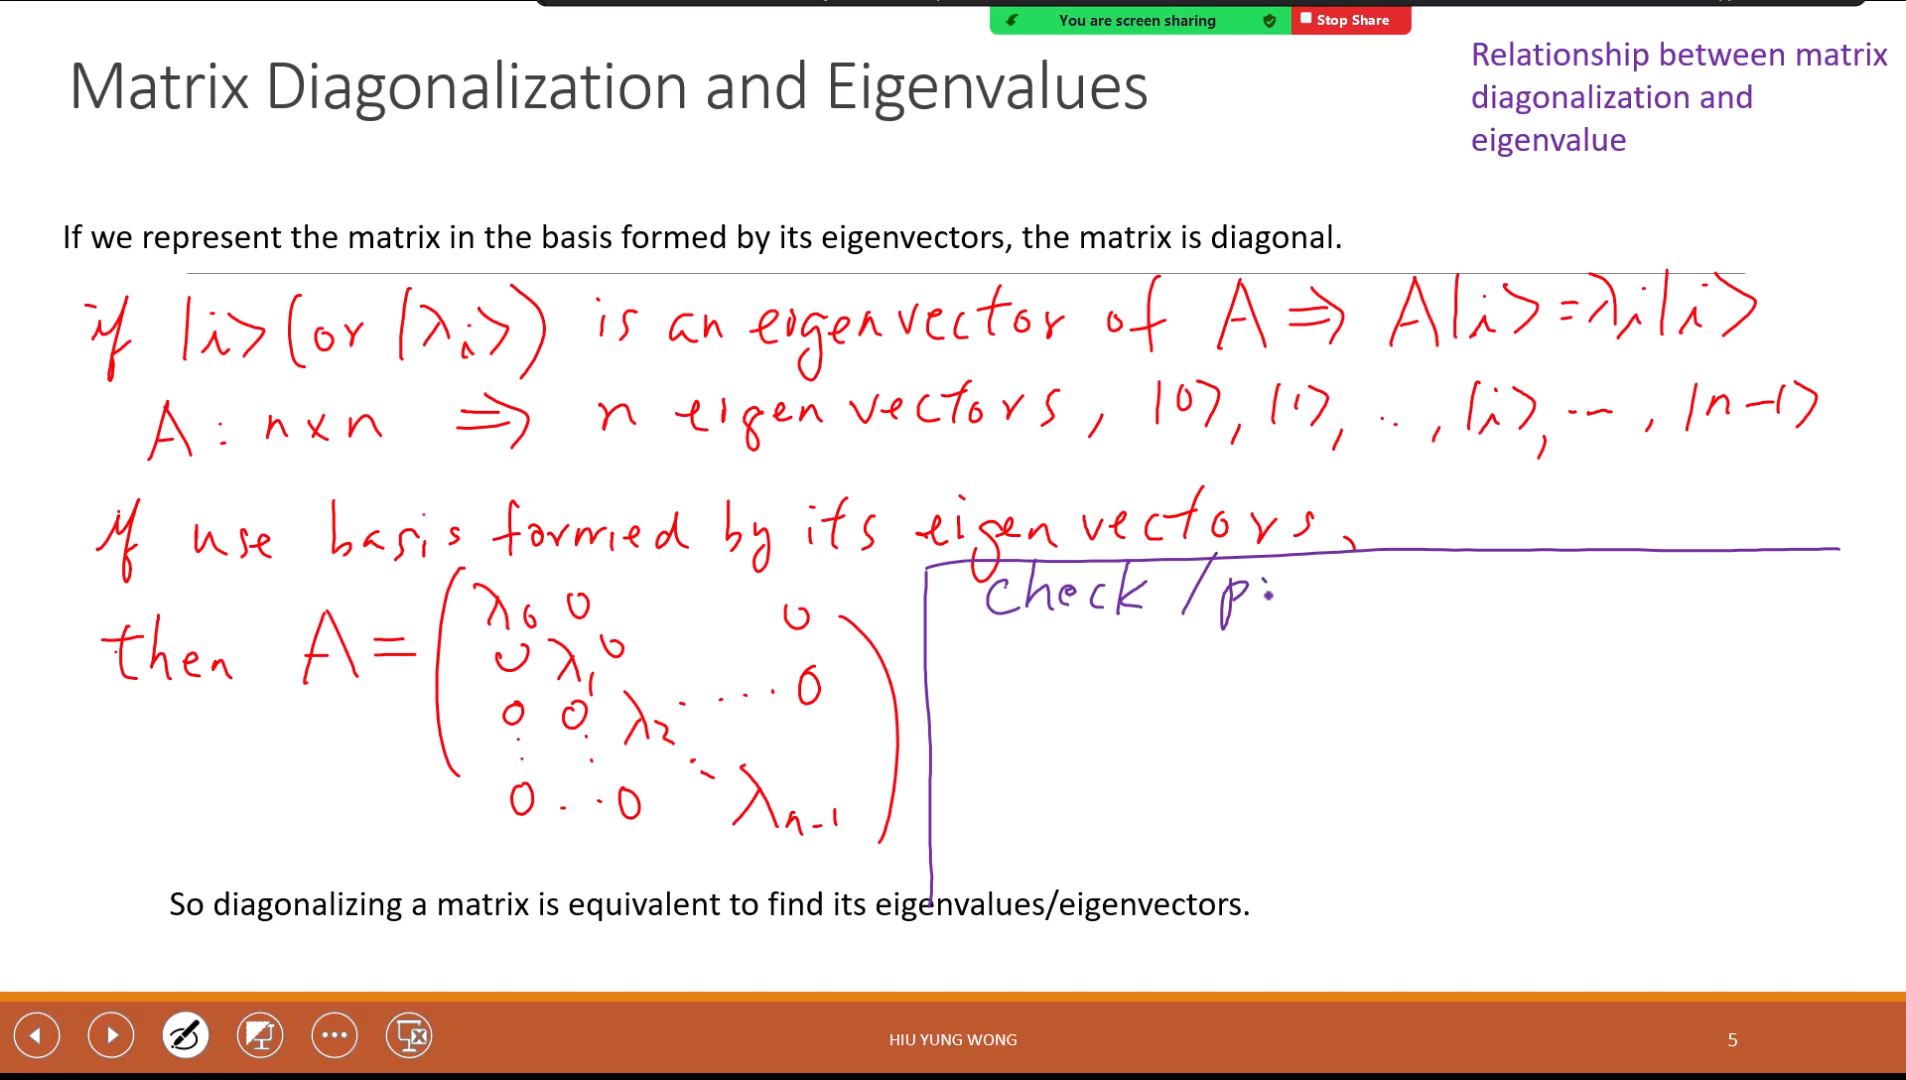 You are screen sharing
Stop Share
Matrix Diagonalization and Eigenvalues
Relationship between matrix
diagonalization and
eigenvalue
If we represent the matrix in the basis formed by its eigenvectors, the matrix is diagonal.
if |i> (or |λi>) is an eigenvector of A ⇒ A|i> = λi|i>
A : n×n ⇒ n eigenvectors, |0>, |1>, .., |i>, ..., |n-1>
If use basis formed by its eigenvectors,
check / p:
then A =
λ0 0 0
0 λ1 0
0 0 λ2 ... 0
0 ... 0 λn-1
So diagonalizing a matrix is equivalent to find its eigenvalues/eigenvectors.
HIU YUNG WONG
5